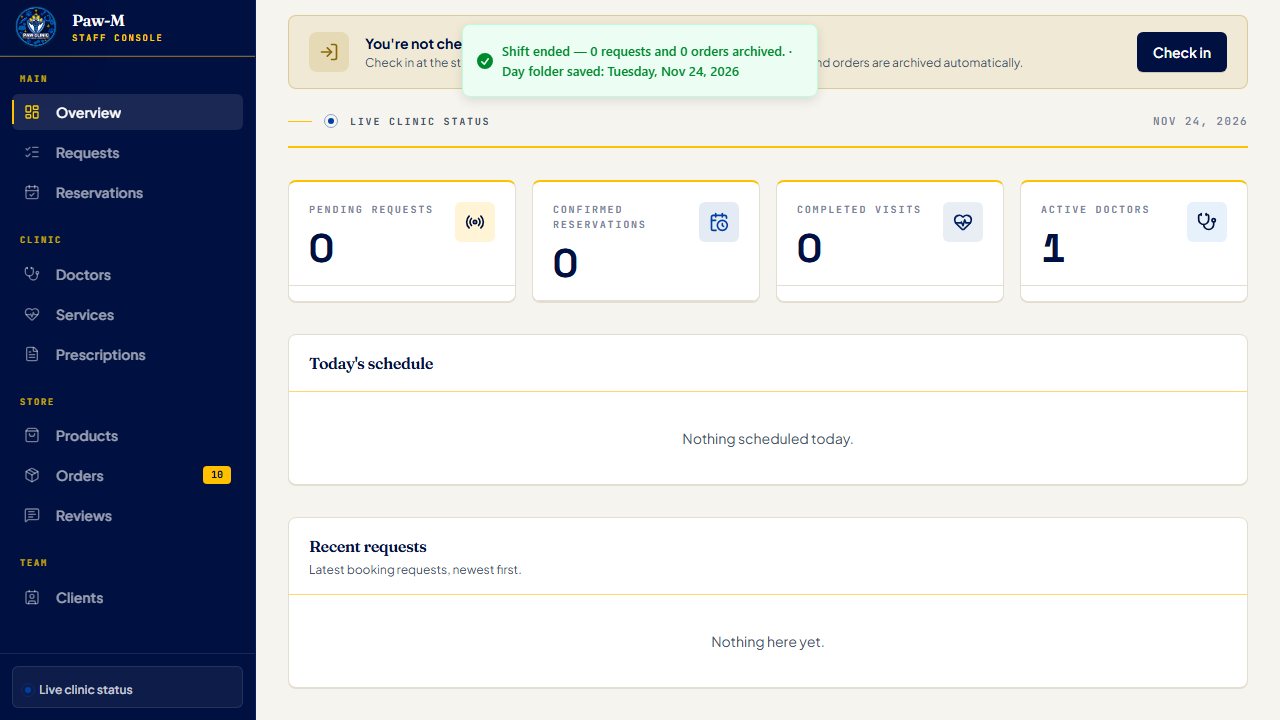 Paw-M
STAFF CONSOLE
MAIN
Overview
Requests
Reservations
CLINIC
Doctors
Services
Prescriptions
STORE
Products
Orders
10
Reviews
TEAM
Clients
Live clinic status
You're not che
Check in at the st
nd orders are archived automatically.
Check in
Shift ended — 0 requests and 0 orders archived. ·
Day folder saved: Tuesday, Nov 24, 2026
LIVE CLINIC STATUS
NOV 24, 2026
PENDING REQUESTS
0
CONFIRMED
RESERVATIONS
0
COMPLETED VISITS
0
ACTIVE DOCTORS
1
Today's schedule
Nothing scheduled today.
Recent requests
Latest booking requests, newest first.
Nothing here yet.